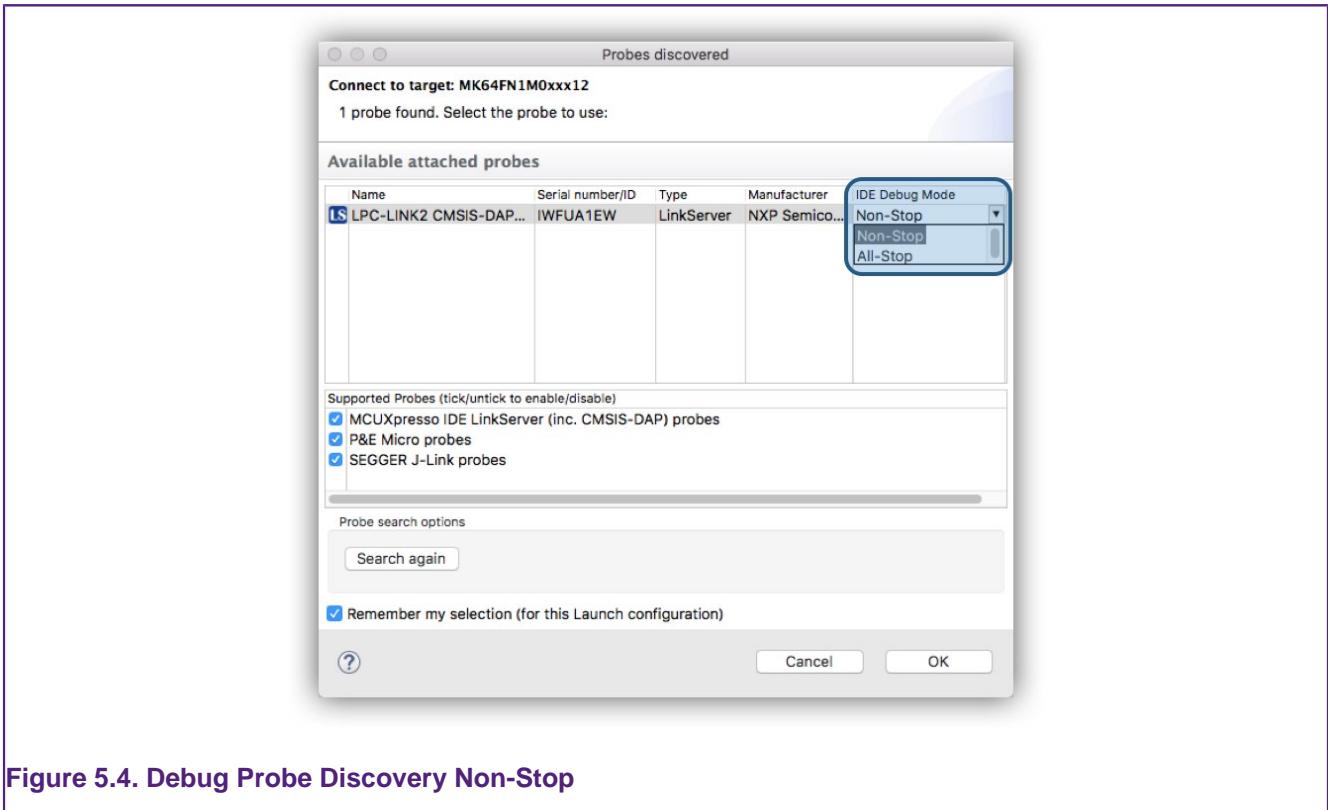 Probes discovered
Connect to target: MK64FN1M0xxx12
1 probe found. Select the probe to use:
Available attached probes
Name Serial number/ID Type Manufacturer IDE Debug Mode
LS LPC-LINK2 CMSIS-DAP... IWFUA1EW LinkServer NXP Semico... Non-Stop
Non-Stop
All-Stop
Supported Probes (tick/untick to enable/disable)
MCUXpresso IDE LinkServer (inc. CMSIS-DAP) probes
P&E Micro probes
SEGGER J-Link probes
Probe search options
Search again
Remember my selection (for this Launch configuration)
? Cancel OK
Figure 5.4. Debug Probe Discovery Non-Stop